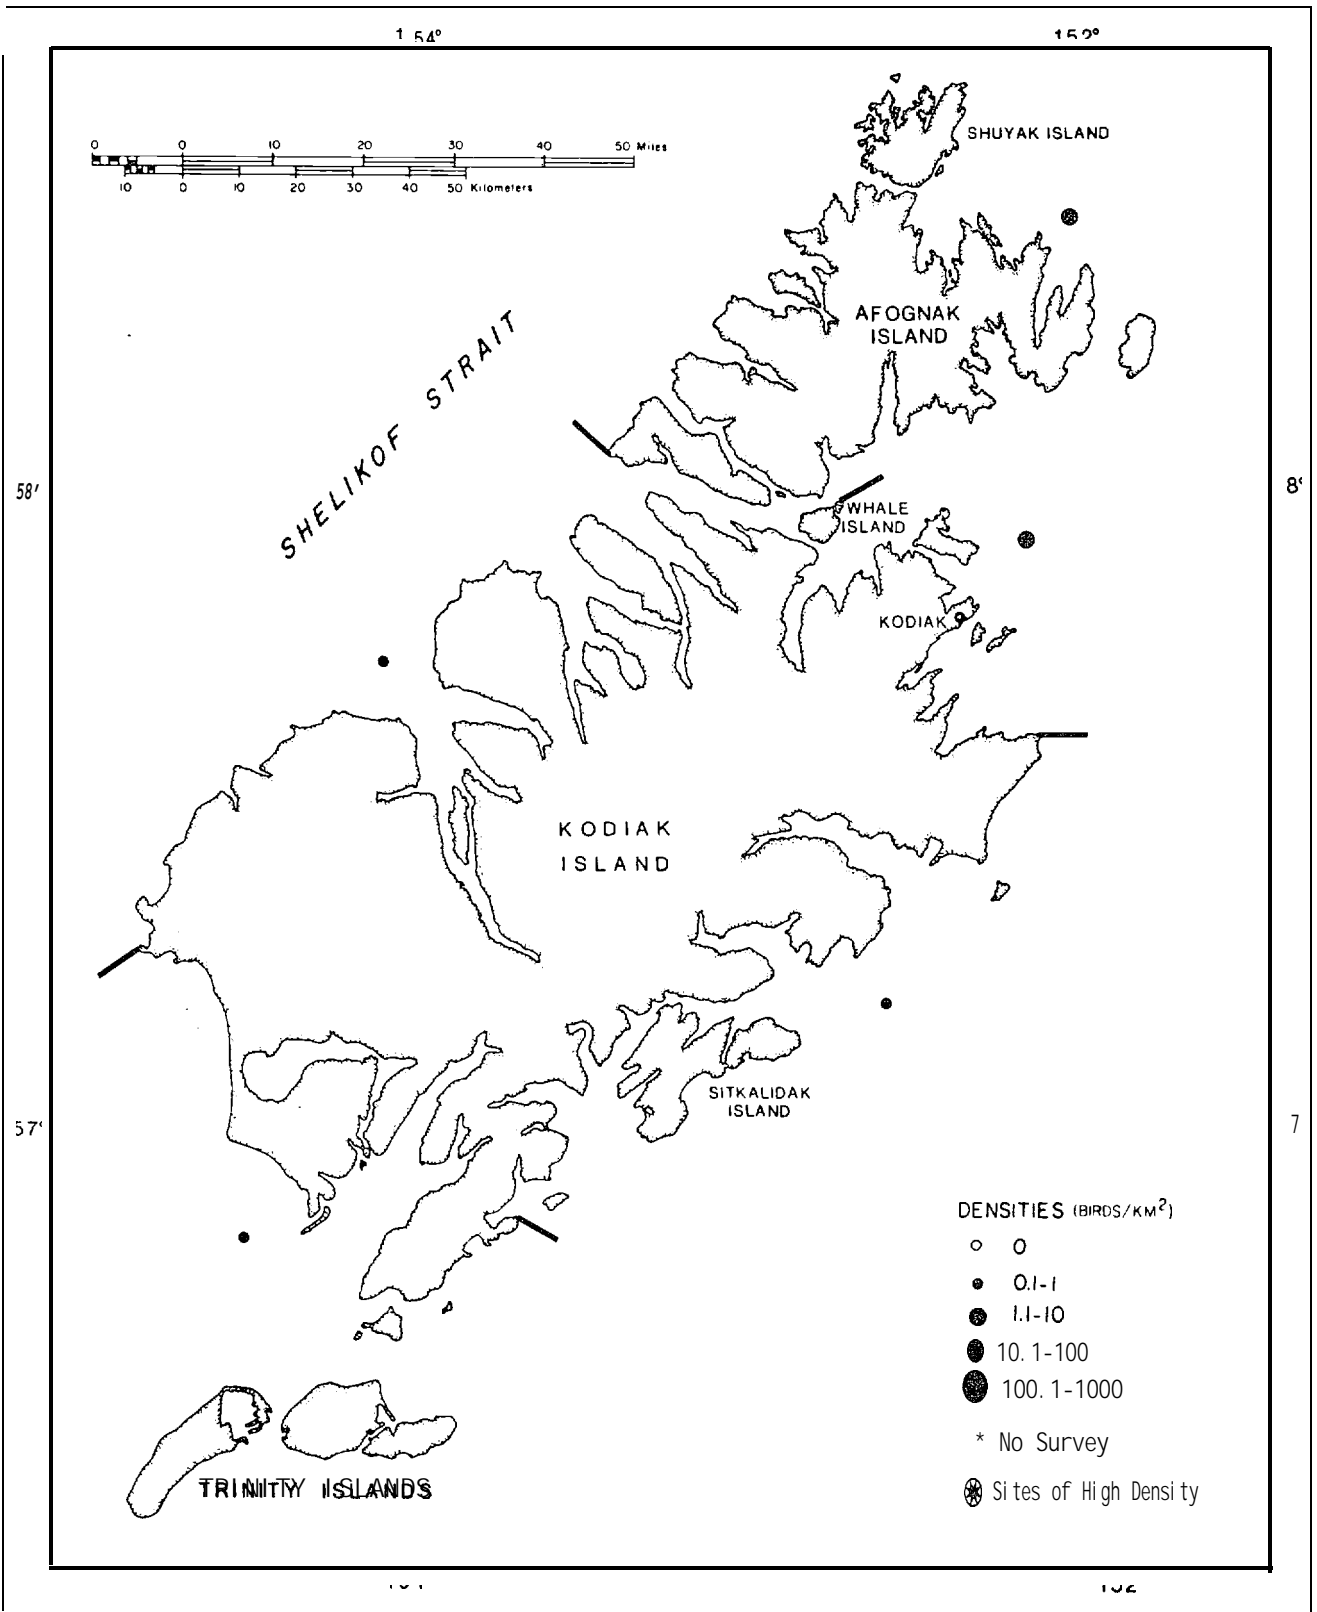 154° 152°
0 0 10 20 30 40 50 Miles
10 0 10 20 30 40 50 Kilometers
SHUYAK ISLAND
AFOGNAK
ISLAND
SHELIKOF STRAIT
58' 8°
WHALE
ISLAND
KODIAK
KODIAK
ISLAND
SITKALIDAK
ISLAND
57° 7
DENSITIES (BIRDS/KM2)
0
0.1-1
1.1-10
10.1-100
100.1-1000
* No Survey
Sites of High Density
TRINITY ISLANDS
152